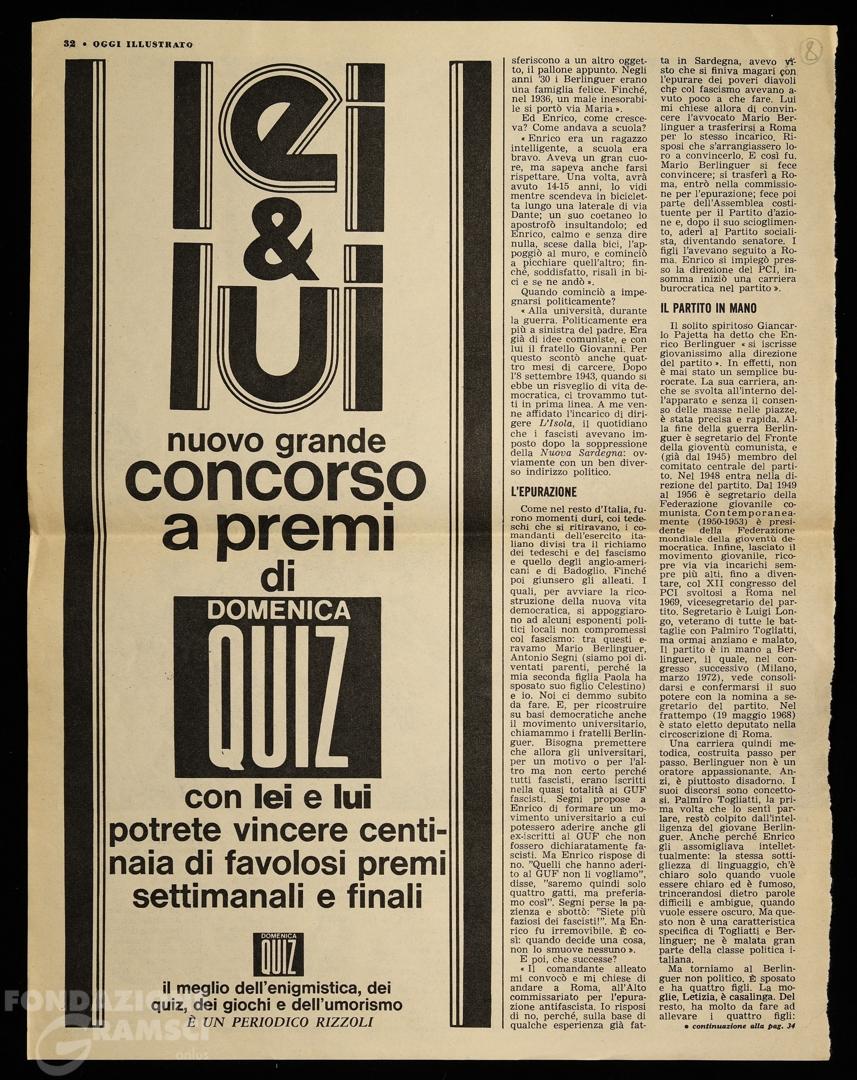 32 • OGGI ILLUSTRATO
8
lei
&
lui
nuovo grande
concorso
a premi
di
DOMENICA
QUIZ
con lei e lui
potrete vincere centi-
naia di favolosi premi
settimanali e finali
DOMENICA
QUIZ
il meglio dell'enigmistica, dei
quiz, dei giochi e dell'umorismo
È UN PERIODICO RIZZOLI
sferiscono a un altro ogget-
to, il pallone appunto. Negli
anni '30 i Berlinguer erano
una famiglia felice. Finché,
nel 1936, un male inesorabi-
le si portò via Maria ».
Ed Enrico, come cresce-
va? Come andava a scuola?
« Enrico era un ragazzo
intelligente, a scuola era
bravo. Aveva un gran cuo-
re, ma sapeva anche farsi
rispettare. Una volta, avrà
avuto 14-15 anni, lo vidi
mentre scendeva in biciclet-
ta lungo una laterale di via
Dante; un suo coetaneo lo
apostrofò insultandolo; ed
Enrico, calmo e senza dire
nulla, scese dalla bici, l'ap-
poggiò al muro, e cominciò
a picchiare quell'altro; fin-
ché, soddisfatto, risalì in bi-
ci e se ne andò ».
Quando cominciò a impe-
gnarsi politicamente?
« Alla università, durante
la guerra. Politicamente era
più a sinistra del padre. Era
già di idee comuniste, e con
lui il fratello Giovanni. Per
questo scontò anche quat-
tro mesi di carcere. Dopo
l'8 settembre 1943, quando si
ebbe un risveglio di vita de-
mocratica, ci trovammo tut-
ti in prima linea. A me ven-
ne affidato l'incarico di diri-
gere L'Isola, il quotidiano
che i fascisti avevano im-
posto dopo la soppressione
della Nuova Sardegna: ov-
viamente con un ben diver-
so indirizzo politico.
L'EPURAZIONE
Come nel resto d'Italia, fu-
rono momenti duri, coi tede-
schi che si ritiravano, i co-
mandanti dell'esercito ita-
liano divisi tra il richiamo
dei tedeschi e del fascismo
e quello degli anglo-ameri-
cani e di Badoglio. Finché
poi giunsero gli alleati. I
quali, per avviare la rico-
struzione della nuova vita
democratica, si appoggiaro-
no ad alcuni esponenti poli-
tici locali non compromessi
col fascismo: tra questi e-
ravamo Mario Berlinguer,
Antonio Segni (siamo poi di-
ventati parenti, perché la
mia seconda figlia Paola ha
sposato suo figlio Celestino)
e io. Noi ci demmo subito
da fare. E, per ricostruire
su basi democratiche anche
il movimento universitario,
chiamammo i fratelli Berlin-
guer. Bisogna premettere
che allora gli universitari,
per un motivo o per l'al-
tro ma non certo perché
tutti fascisti, erano iscritti
nella quasi totalità ai GUF
fascisti. Segni propose a
Enrico di formare un mo-
vimento universitario a cui
potessero aderire anche gli
ex-iscritti al GUF che non
fossero dichiaratamente fa-
scisti. Ma Enrico rispose di
no. "Quelli che hanno aderi-
to al GUF non li vogliamo",
disse, "saremo quindi solo
quattro gatti, ma preferia-
mo così". Segni perse la pa-
zienza e sbottò: "Siete più
faziosi dei fascisti!". Ma En-
rico fu irremovibile. È co-
sì: quando decide una cosa,
non lo smuove nessuno ».
E poi, che successe?
« Il comandante alleato
mi convocò e mi chiese di
andare a Roma, all'Alto
commissariato per l'epura-
zione antifascista. Io risposi
di no, perché, sulla base di
qualche esperienza già fat-
ta in Sardegna, avevo vi-
sto che si finiva magari con
l'epurare dei poveri diavoli
che col fascismo avevano a-
vuto poco a che fare. Lui
mi chiese allora di convin-
cere l'avvocato Mario Ber-
linguer a trasferirsi a Roma
per lo stesso incarico. Ri-
sposi che s'arrangiassero lo-
ro a convincerlo. E così fu.
Mario Berlinguer si fece
convincere; si trasferì a Ro-
ma, entrò nella commissio-
ne per l'epurazione; fece poi
parte dell'Assemblea costi-
tuente per il Partito d'azio-
ne e, dopo il suo scioglimen-
to, aderì al Partito sociali-
sta, diventando senatore. I
figli l'avevano seguito a Ro-
ma. Enrico si impiegò pres-
so la direzione del PCI, in-
somma iniziò una carriera
burocratica nel partito ».
IL PARTITO IN MANO
Il solito spiritoso Giancar-
lo Pajetta ha detto che En-
rico Berlinguer « si iscrisse
giovanissimo alla direzione
del partito ». In effetti, non
è mai stato un semplice bu-
rocrate. La sua carriera, an-
che se svolta all'interno del-
l'apparato e senza il consen-
so delle masse nelle piazze,
è stata precisa e rapida. Al-
la fine della guerra Berlin-
guer è segretario del Fronte
della gioventù comunista, e
(già dal 1945) membro del
comitato centrale del parti-
to. Nel 1948 entra nella di-
rezione del partito. Dal 1949
al 1956 è segretario della
Federazione giovanile co-
munista. Contemporanea-
mente (1950-1953) è presi-
dente della Federazione
mondiale della gioventù de-
mocratica. Infine, lasciato il
movimento giovanile, rico-
pre via via incarichi sem-
pre più alti, fino a diven-
tare, col XII congresso del
PCI svoltosi a Roma nel
1969, vicesegretario del par-
tito. Segretario è Luigi Lon-
go, veterano di tutte le bat-
taglie con Palmiro Togliatti,
ma ormai anziano e malato,
Il partito è in mano a Ber-
linguer, il quale, nel con-
gresso successivo (Milano,
marzo 1972), vede consoli-
darsi e confermarsi il suo
potere con la nomina a se-
gretario del partito. Nel
frattempo (19 maggio 1968)
è stato eletto deputato nella
circoscrizione di Roma.
Una carriera quindi me-
todica, costruita passo per
passo. Berlinguer non è un
oratore appassionante. An-
zi, è piuttosto disadorno. I
suoi discorsi sono concetto-
si. Palmiro Togliatti, la pri-
ma volta che lo sentì par-
lare, restò colpito dall'intel-
ligenza del giovane Berlin-
guer. Anche perché Enrico
gli assomigliava intellet-
tualmente: la stessa sotti-
gliezza di linguaggio, ch'è
chiaro solo quando vuole
essere chiaro ed è fumoso,
trincerandosi dietro parole
difficili e ambigue, quando
vuole essere oscuro. Ma que-
sto non è una caratteristica
specifica di Togliatti e Ber-
linguer; ne è malata gran
parte della classe politica i-
taliana.
Ma torniamo al Berlin-
guer non politico. È sposato
e ha quattro figli. La mo-
glie, Letizia, è casalinga. Del
resto, ha molto da fare ad
allevare i quattro figli:
• continuazione alla pag. 34
FONDAZIONE
GRAMSCI
onlus